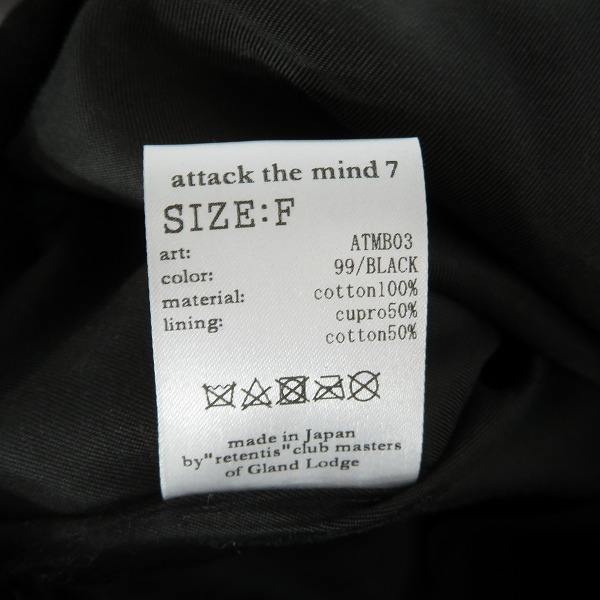 attack the mind 7
SIZE:F
art: ATMB03
color: 99/BLACK
material: cotton100%
lining: cupro50%
cotton50%
made in Japan
by"retentis"club masters
of Gland Lodge